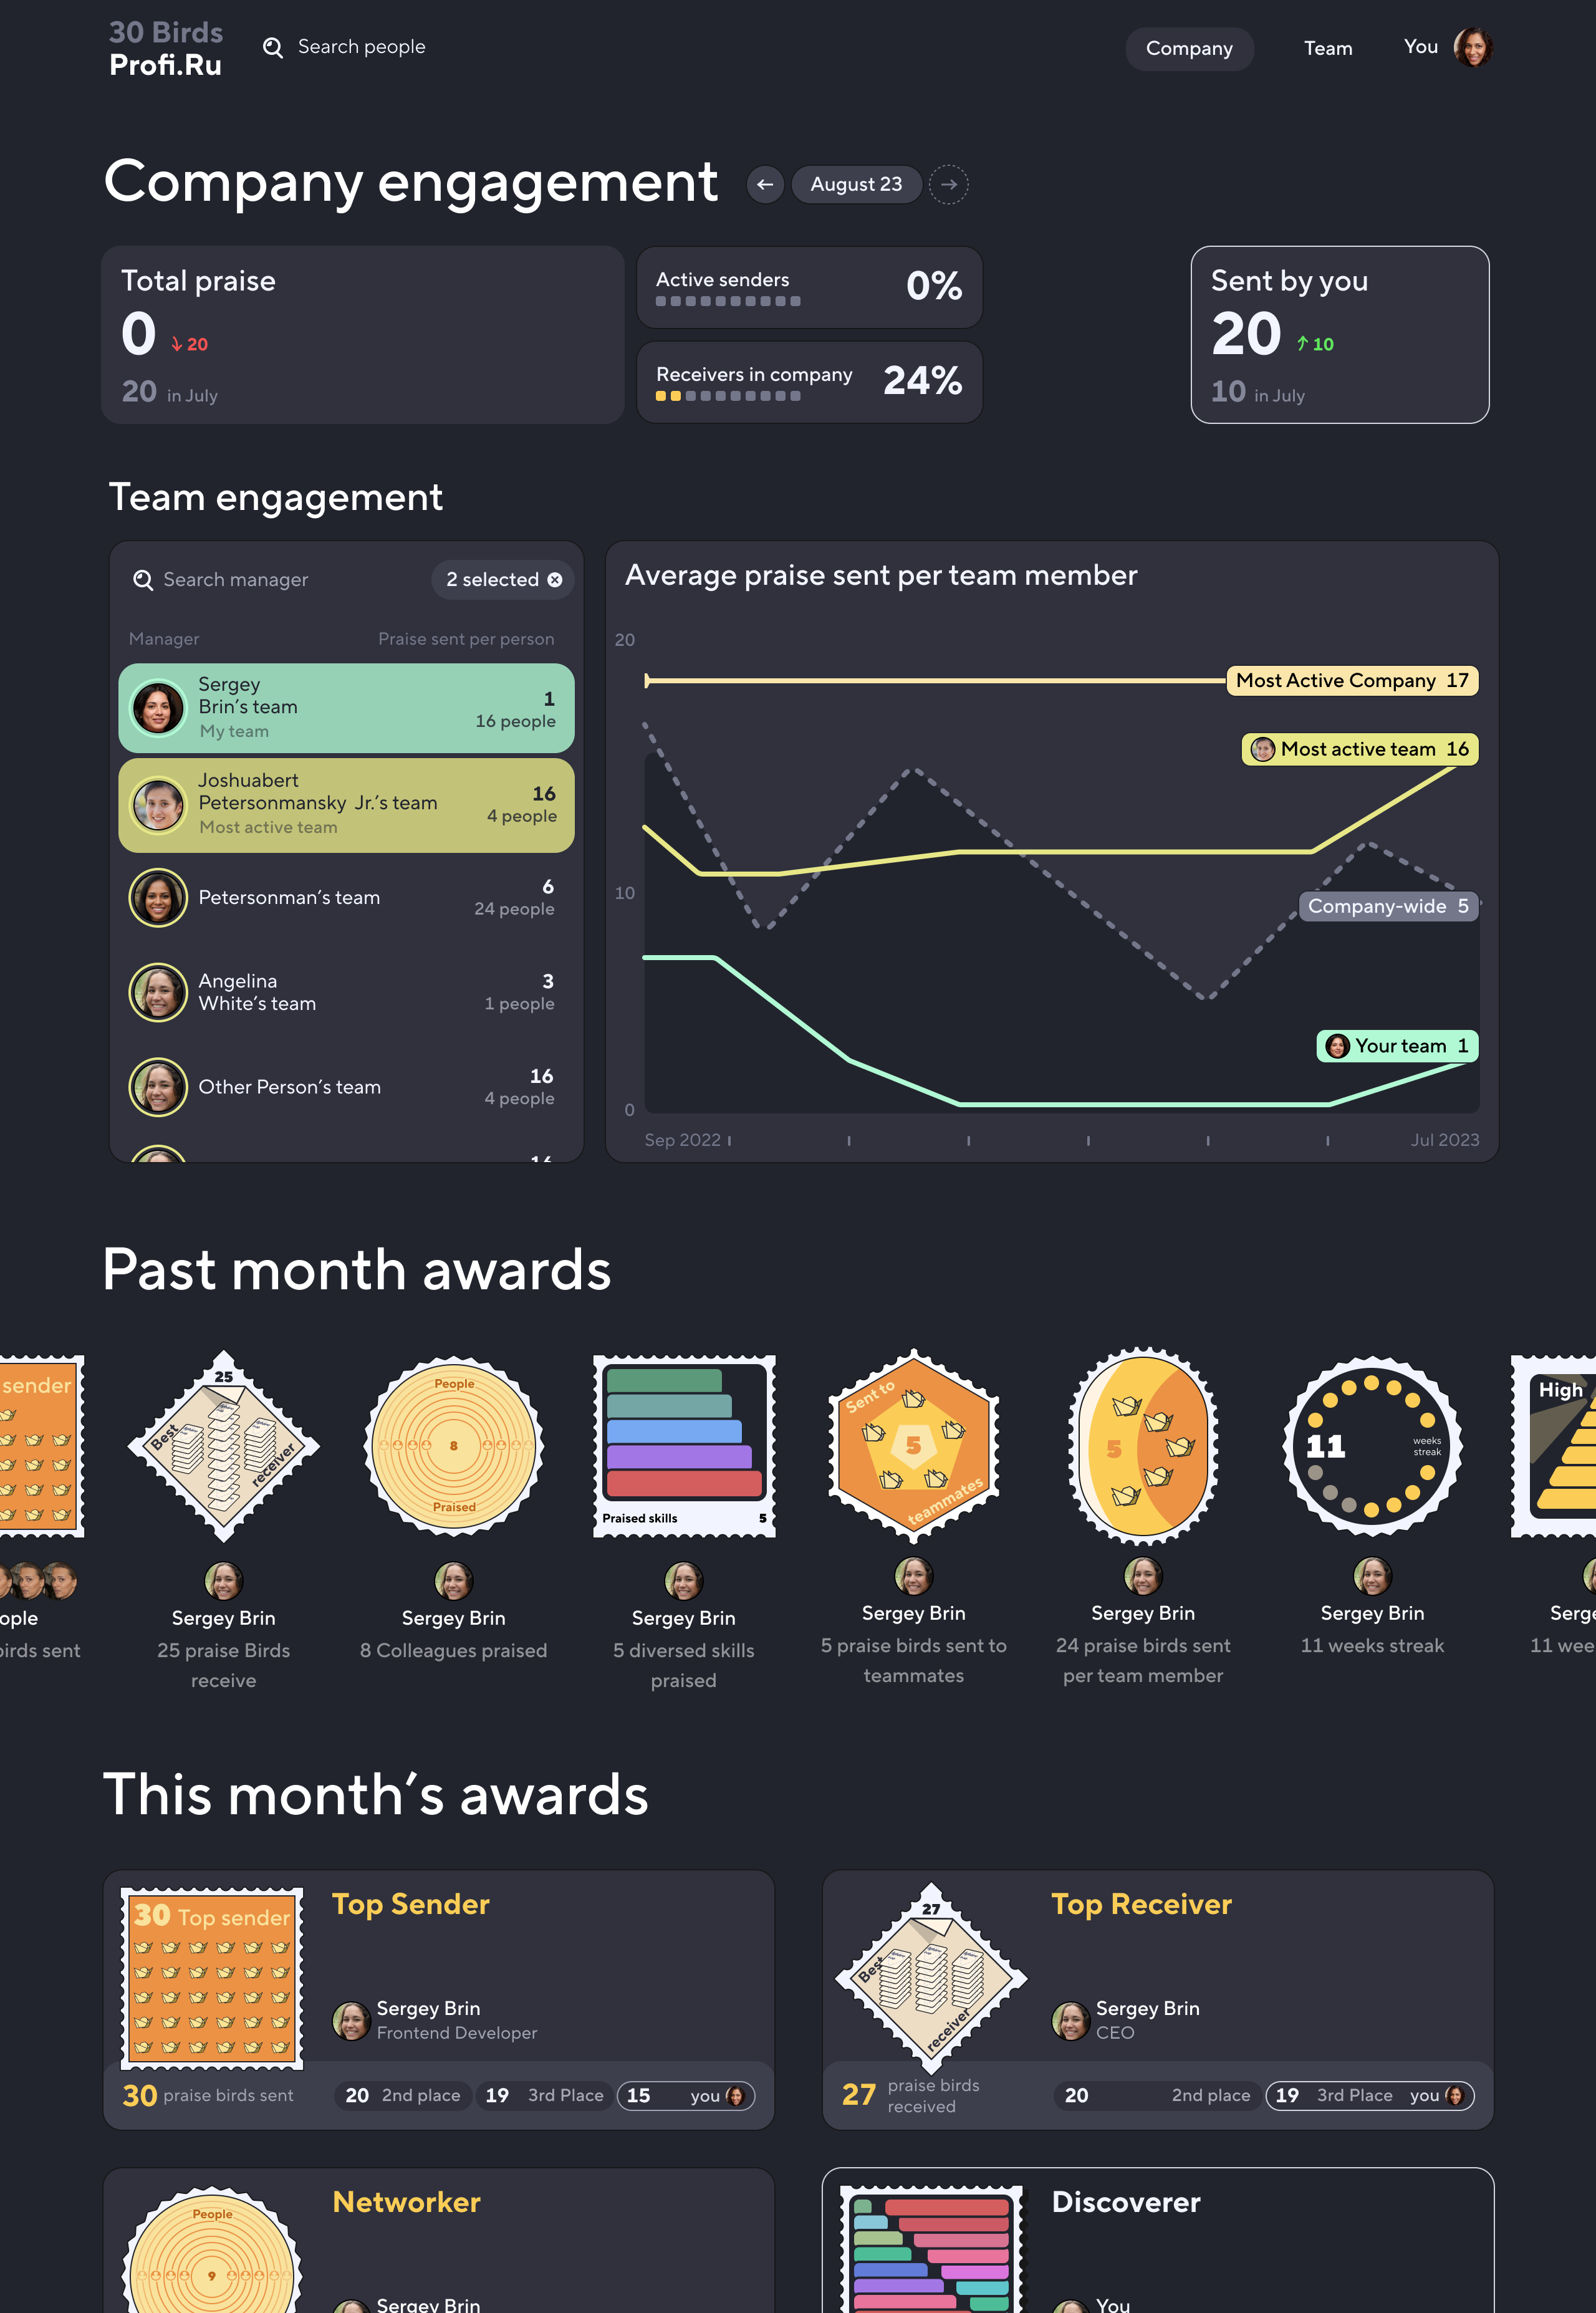 30 Birds
Profi.Ru
Search people
Company
Team
You
Company engagement
August 23
Total praise
0
20
20 in July
Active senders
0%
Receivers in company
24%
Sent by you
20
10
10 in July
Team engagement
Search manager
2 selected
Manager
Praise sent per person
Sergey
Brin’s team
My team
1
16 people
Joshuabert
Petersonmansky Jr.’s team
Most active team
16
4 people
Petersonman’s team
6
24 people
Angelina
White’s team
3
1 people
Other Person’s team
16
4 people
16
Average praise sent per team member
20
10
0
Most Active Company 17
Most active team 16
Company-wide 5
Your team 1
Sep 2022
Jul 2023
Past month awards
sender
ople
birds sent
25
Best
receiver
Sergey Brin
25 praise Birds
receive
People
8
Praised
Sergey Brin
8 Colleagues praised
Praised skills 5
Sergey Brin
5 diversed skills
praised
Sent to
5
teammates
Sergey Brin
5 praise birds sent to
teammates
5
Sergey Brin
24 praise birds sent
per team member
11
weeks
streak
Sergey Brin
11 weeks streak
High
Serge
11 wee
This month’s awards
30 Top sender
Top Sender
Sergey Brin
Frontend Developer
30 praise birds sent
20 2nd place
19 3rd Place
15 you
27
Best
receiver
Top Receiver
Sergey Brin
CEO
27 praise birds
received
20 2nd place
19 3rd Place you
People
9
Networker
Sergey Brin
Discoverer
You